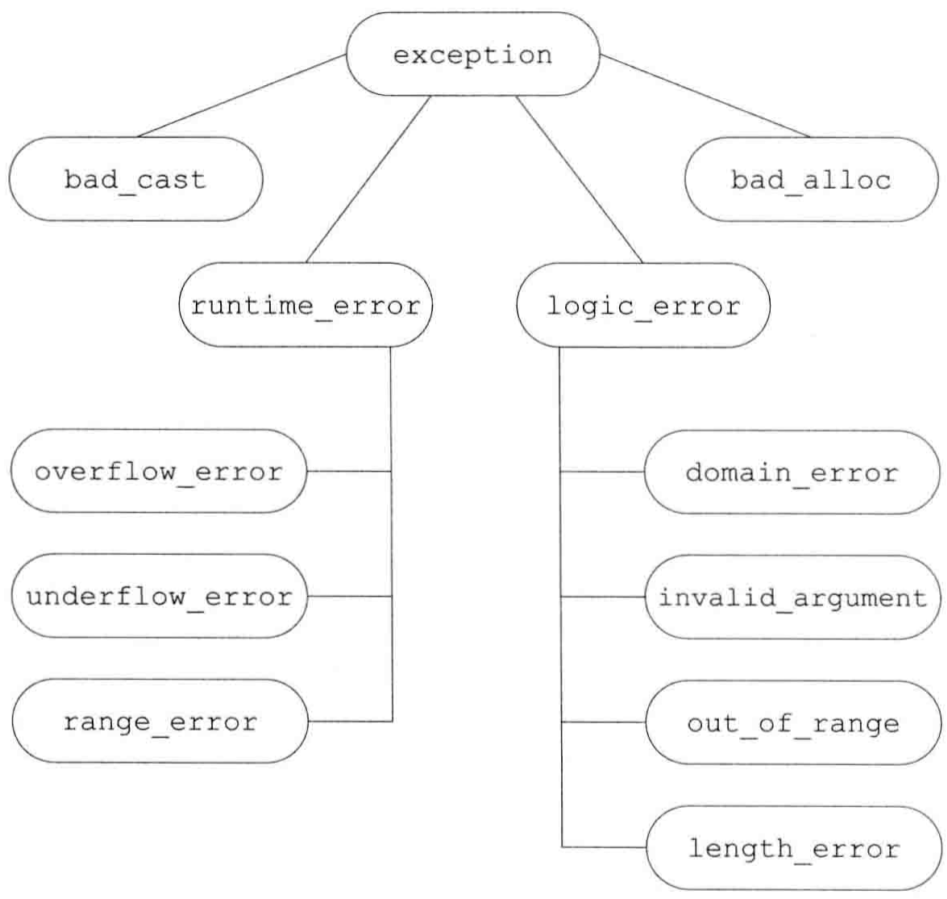 exception
bad_cast
bad_alloc
runtime_error
logic_error
overflow_error
domain_error
underflow_error
invalid_argument
range_error
out_of_range
length_error